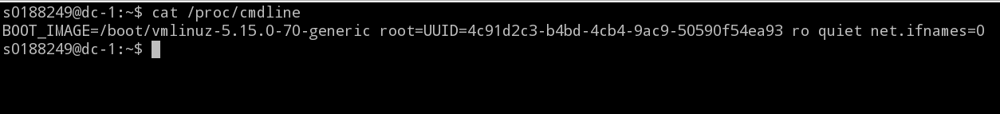 s0188249@dc-1:~$ cat /proc/cmdline
BOOT_IMAGE=/boot/vmlinuz-5.15.0-70-generic root=UUID=4c91d2c3-b4bd-4cb4-9ac9-50590f54ea93 ro quiet net.ifnames=0
s0188249@dc-1:~$